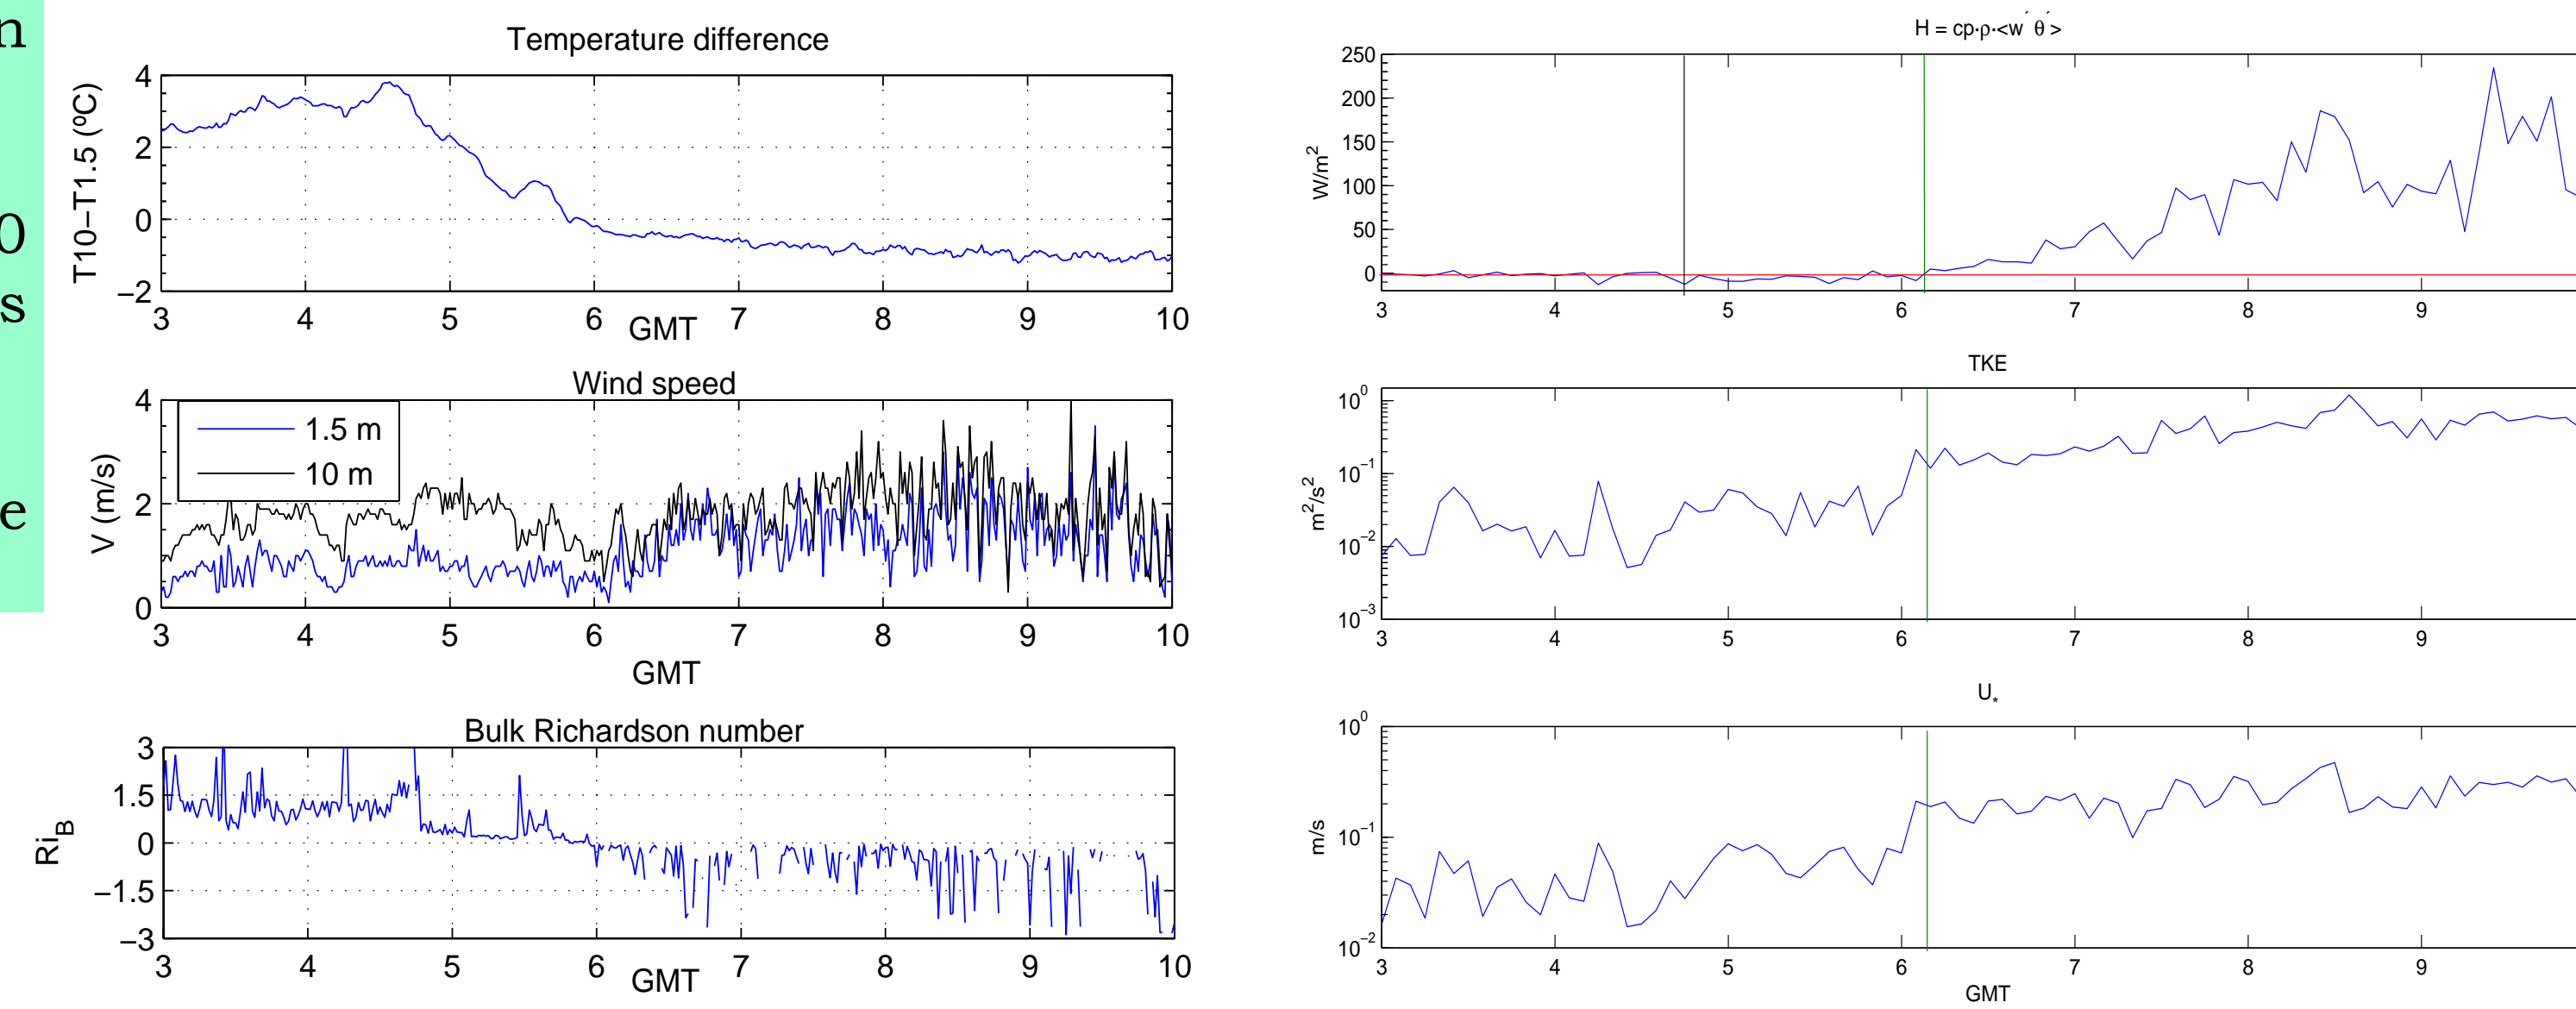 n
0
s
e
Temperature difference
T10−T1.5 (ºC)
4
2
0
−2
3 4 5 6 7 8 9 10
GMT
Wind speed
V (m/s)
4
2
0
1.5 m
10 m
3 4 5 6 7 8 9 10
GMT
Bulk Richardson number
Ri_B
3
1.5
0
−1.5
−3
3 4 5 6 7 8 9 10
GMT
H = cp·ρ·<w´ θ´>
W/m²
250
200
150
100
50
0
3 4 5 6 7 8 9
TKE
m²/s²
10⁰
10⁻¹
10⁻²
10⁻³
3 4 5 6 7 8 9
U*
m/s
10⁰
10⁻¹
10⁻²
3 4 5 6 7 8 9
GMT